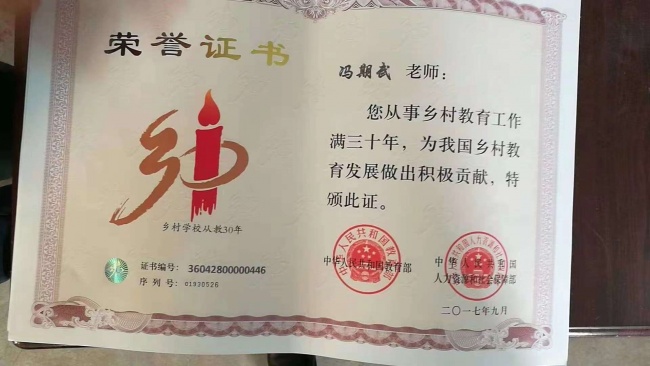 荣誉证书
乡村学校从教30年
证书编号：36042800000446
序列号：01930526
冯期武 老师：
您从事乡村教育工作
满三十年，为我国乡村教
育发展做出积极贡献，特
颁此证。
中华人民共和国教育部
中华人民共和国
人力资源和社会保障部
二〇一七年九月